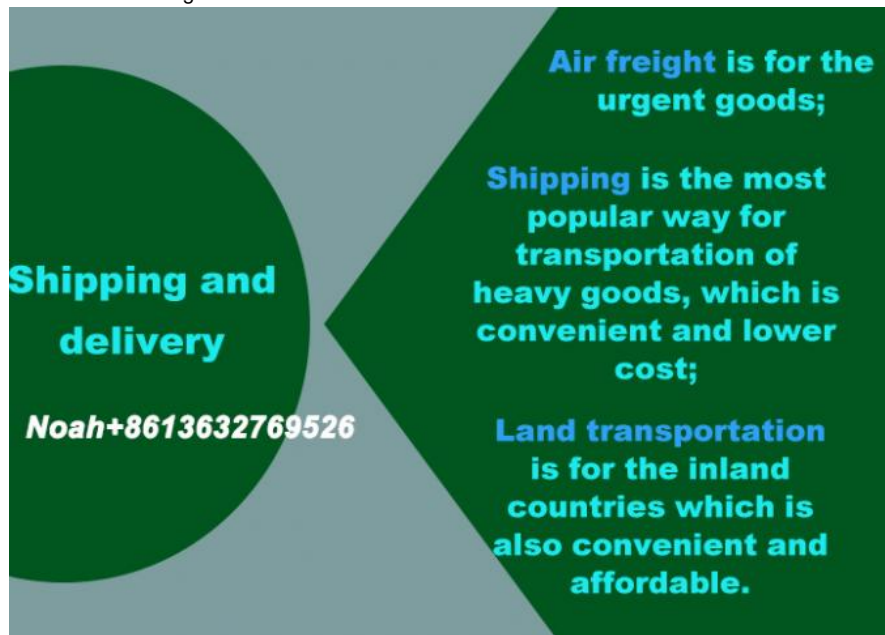 Shipping and
delivery
Noah+8613632769526
Air freight is for the
urgent goods;
Shipping is the most
popular way for
transportation of
heavy goods, which is
convenient and lower
cost;
Land transportation
is for the inland
countries which is
also convenient and
affordable.